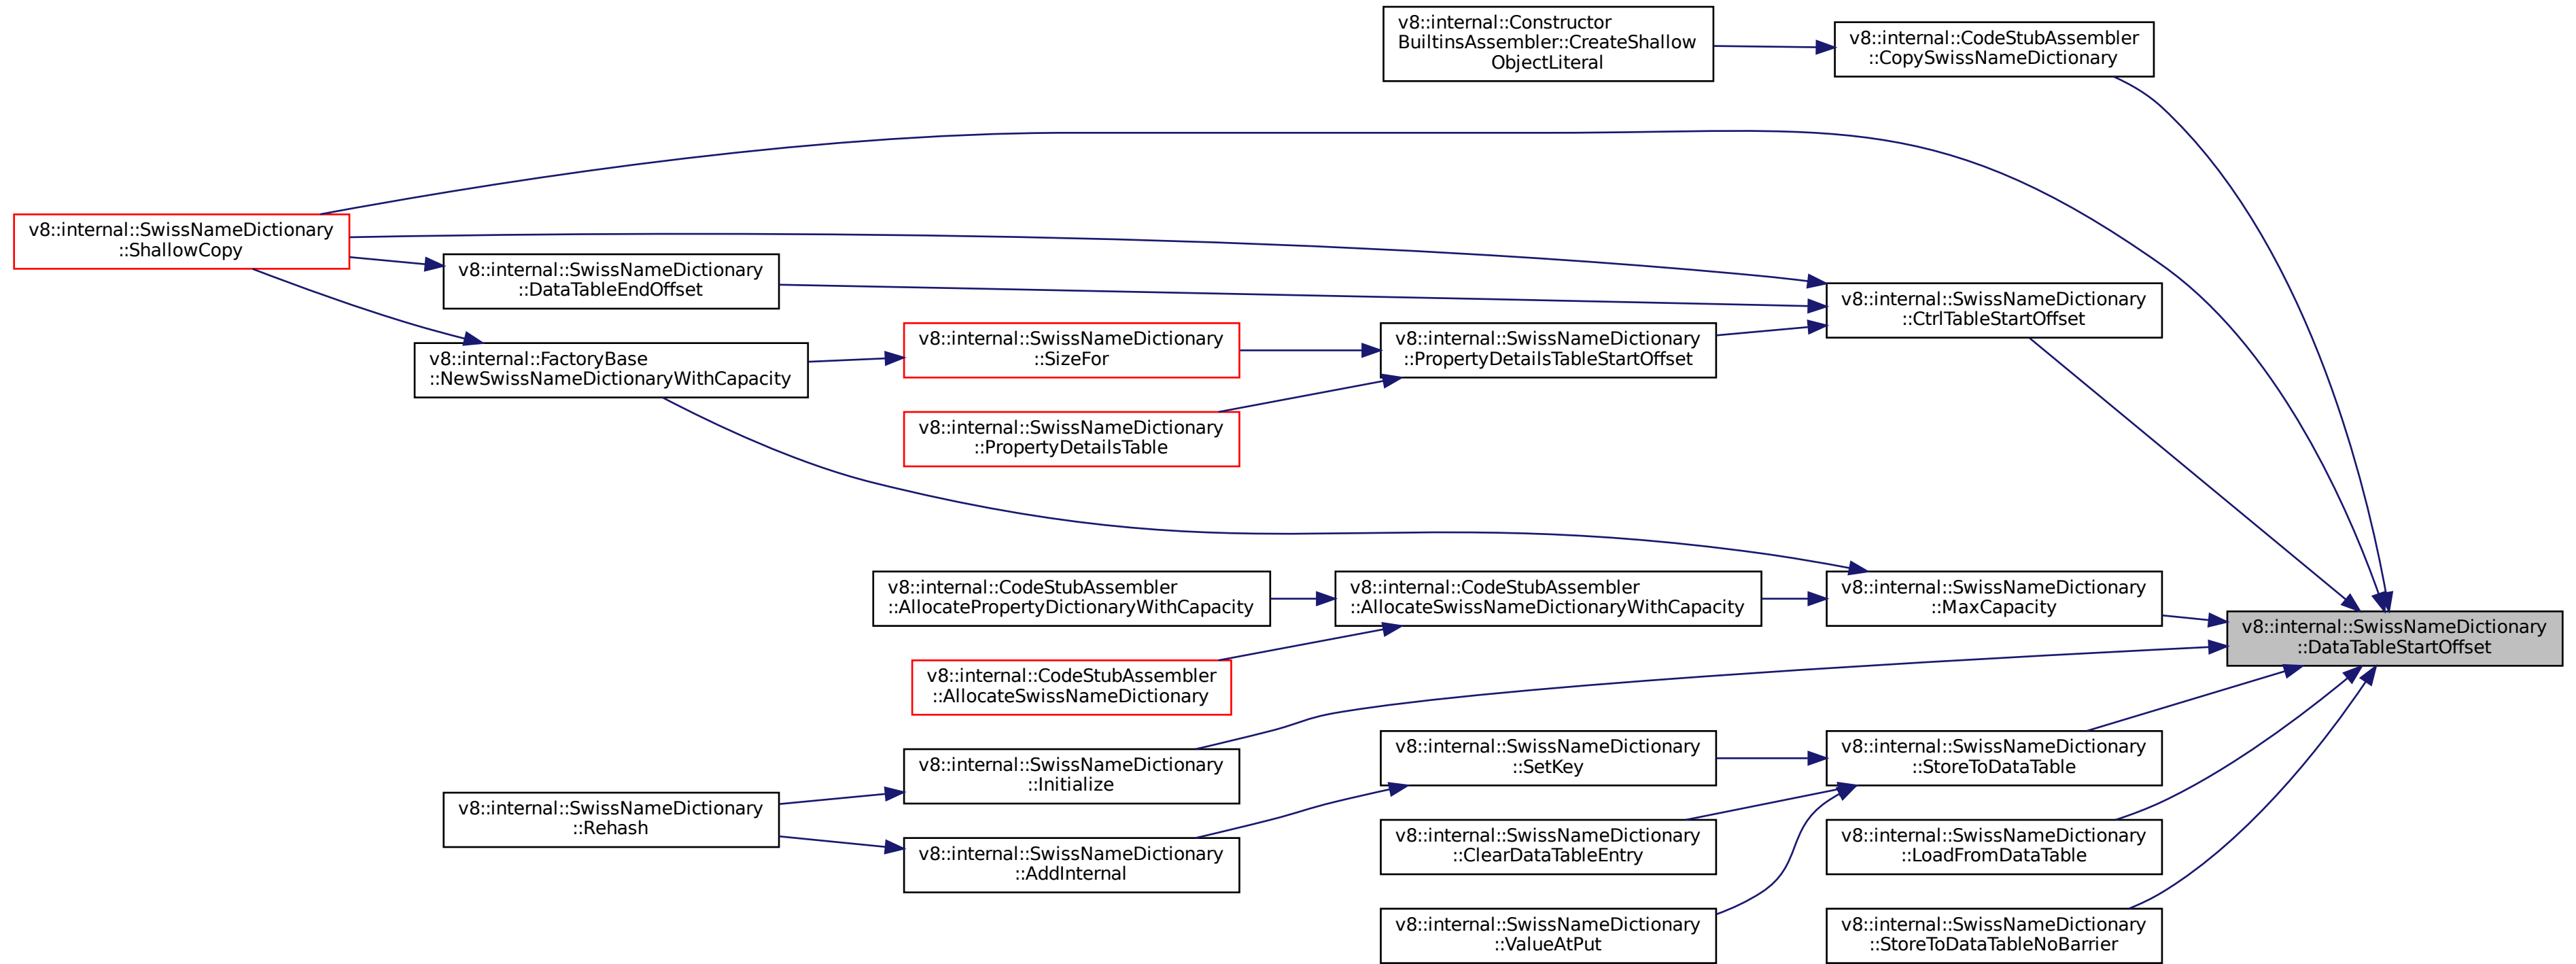 v8::internal::Constructor
BuiltinsAssembler::CreateShallow
ObjectLiteral
v8::internal::CodeStubAssembler
::CopySwissNameDictionary
v8::internal::SwissNameDictionary
::ShallowCopy
v8::internal::SwissNameDictionary
::DataTableEndOffset
v8::internal::SwissNameDictionary
::CtrlTableStartOffset
v8::internal::FactoryBase
::NewSwissNameDictionaryWithCapacity
v8::internal::SwissNameDictionary
::SizeFor
v8::internal::SwissNameDictionary
::PropertyDetailsTableStartOffset
v8::internal::SwissNameDictionary
::PropertyDetailsTable
v8::internal::CodeStubAssembler
::AllocatePropertyDictionaryWithCapacity
v8::internal::CodeStubAssembler
::AllocateSwissNameDictionaryWithCapacity
v8::internal::SwissNameDictionary
::MaxCapacity
v8::internal::SwissNameDictionary
::DataTableStartOffset
v8::internal::CodeStubAssembler
::AllocateSwissNameDictionary
v8::internal::SwissNameDictionary
::Initialize
v8::internal::SwissNameDictionary
::SetKey
v8::internal::SwissNameDictionary
::StoreToDataTable
v8::internal::SwissNameDictionary
::Rehash
v8::internal::SwissNameDictionary
::AddInternal
v8::internal::SwissNameDictionary
::ClearDataTableEntry
v8::internal::SwissNameDictionary
::LoadFromDataTable
v8::internal::SwissNameDictionary
::ValueAtPut
v8::internal::SwissNameDictionary
::StoreToDataTableNoBarrier